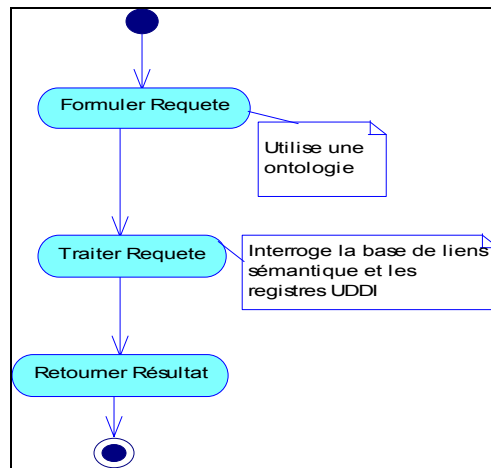 Formuler Requete
Utilise une
ontologie
Traiter Requete
Interroge la base de liens
sémantique et les
registres UDDI
Retourner Résultat